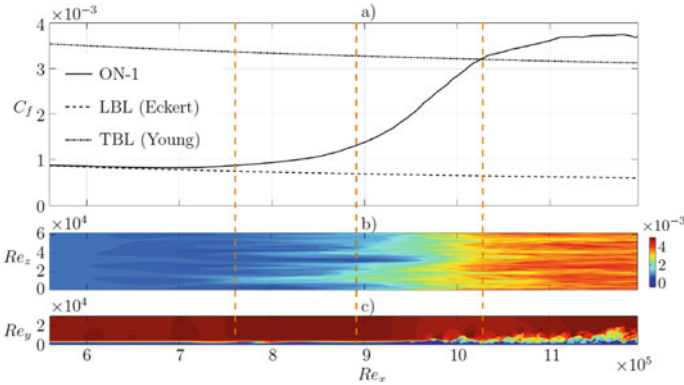 ×10⁻³ a)
4
3
C_f 2
1
0
ON-1
LBL (Eckert)
TBL (Young)
×10⁴ b)
6
Re_z 4
2
0
×10⁻³
4
2
0
×10⁴ c)
Re_y 2
0
6 7 8 9 10 11 ×10⁵
Re_x